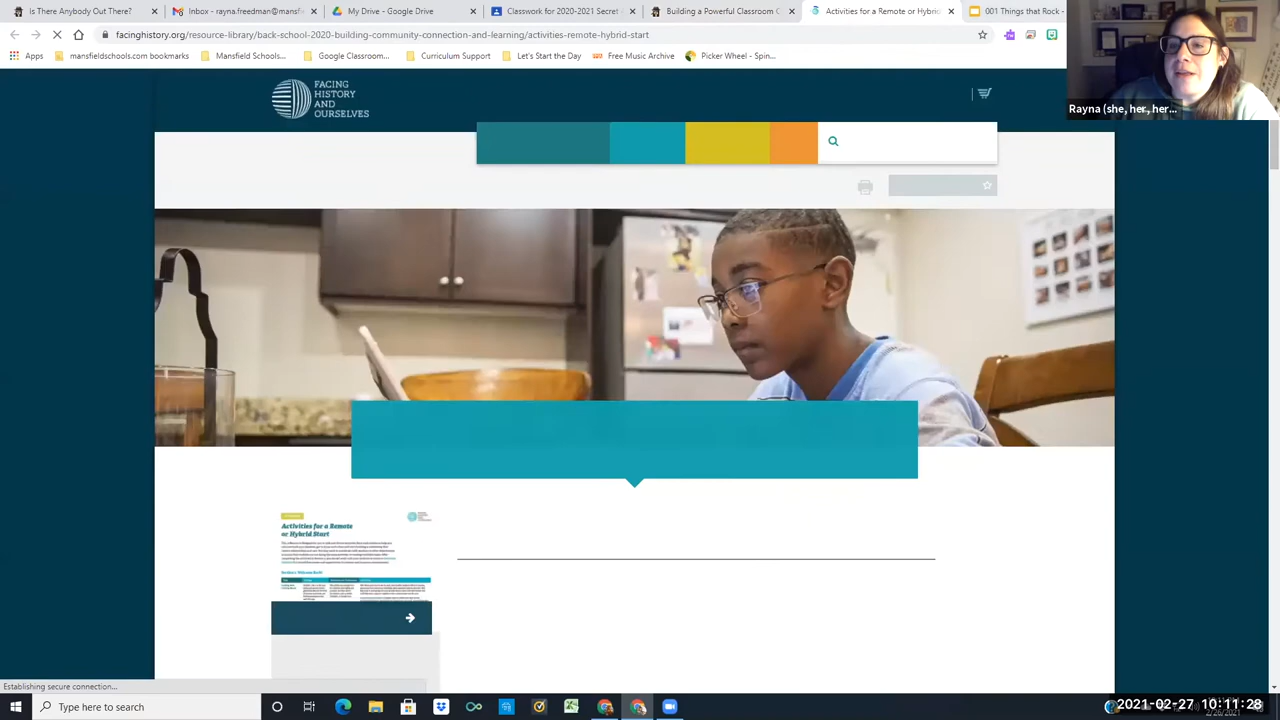 Is There Anybody Out There?
Inbox - rayna.freedman@mansf
My Drive - Google Drive
Classwork for 2020-2021 Secret A
Building a Powerful Classroom C
Activities for a Remote or Hybrid
001 Things that Rock -
facinghistory.org/resource-library/back-school-2020-building-community-connection-and-learning/activities-remote-hybrid-start
Apps
mansfieldschools.com bookmarks
Mansfield Schools...
Google Classroom...
Curriculum Support
Let's Start the Day
Free Music Archive
Picker Wheel - Spin...
Rayna (she, her, her...
FACING
HISTORY
AND
OURSELVES
Activities for a Remote
or Hybrid Start
Establishing secure connection...
Type here to search
2021-02-27 10:11:28
2/26/2021